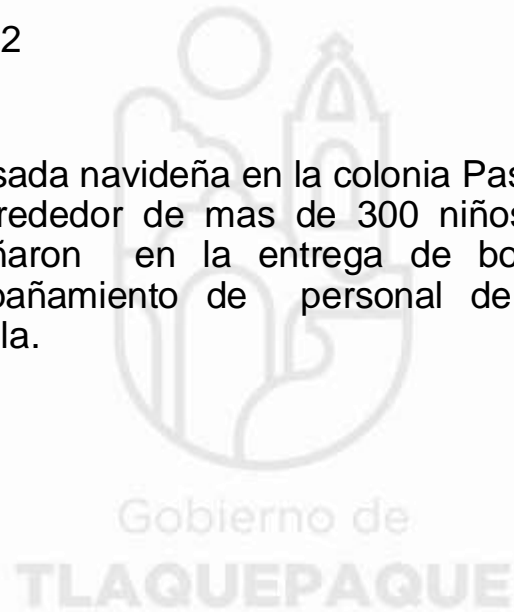 2
sada navideña en la colonia Pas
rededor de mas de 300 niños
ñaron en la entrega de bo
pañamiento de personal de
la.
Gobierno de
TLAQUEPAQUE